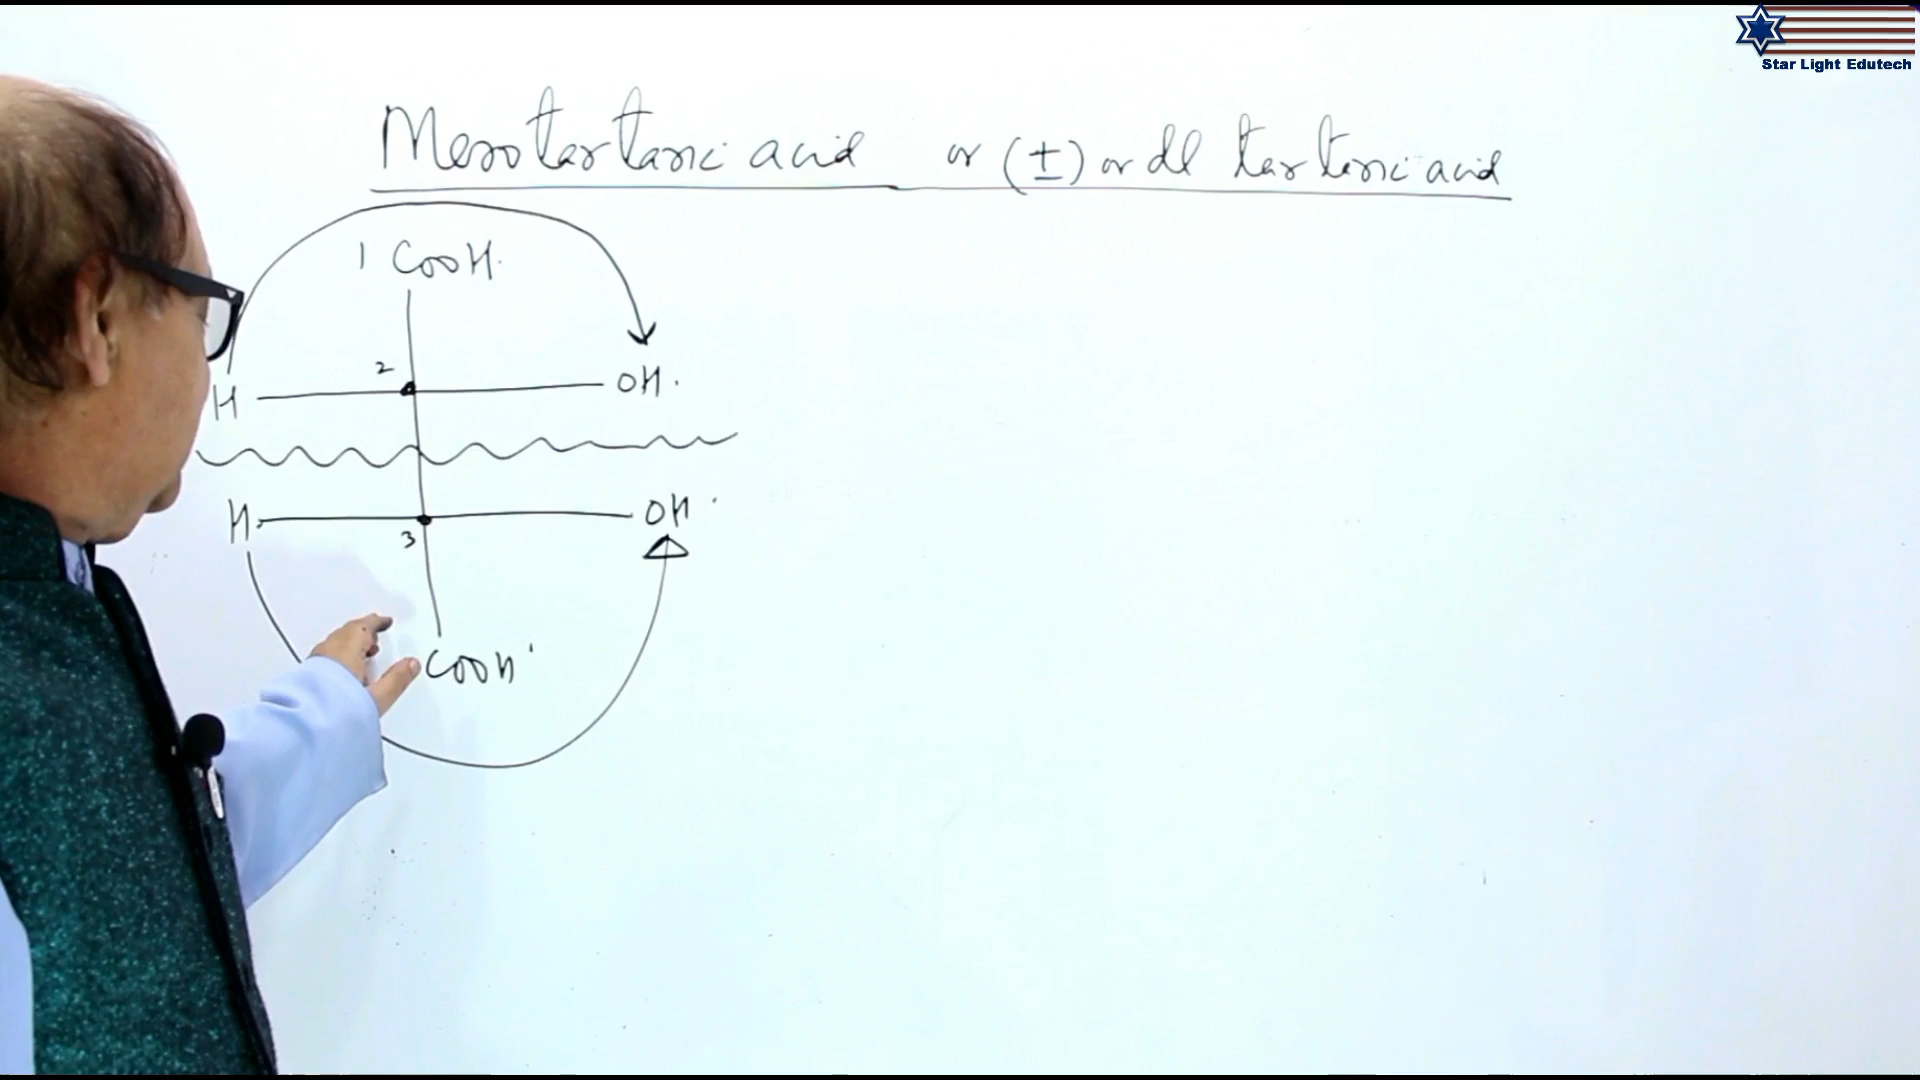 Star Light Edutech
Mesotartaric acid or (±) or dl tartaric acid
1 COOH
2
H OH
H OH
3
COOH